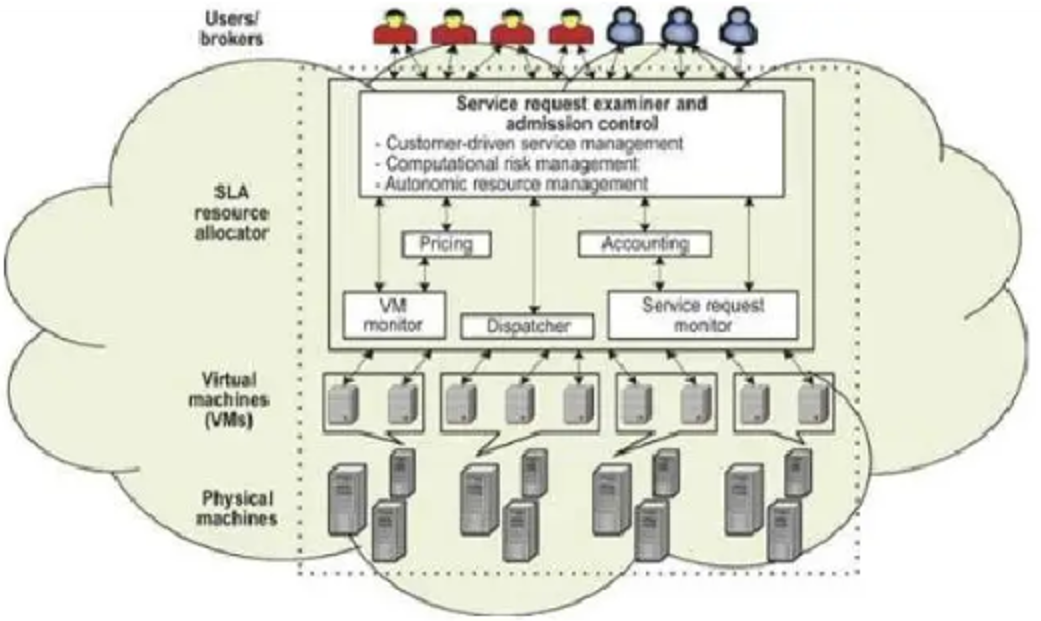 Users/
brokers
Service request examiner and
admission control
- Customer-driven service management
- Computational risk management
- Autonomic resource management
SLA
resource
allocator
Pricing
Accounting
VM
monitor
Dispatcher
Service request
monitor
Virtual
machines
(VMs)
Physical
machines